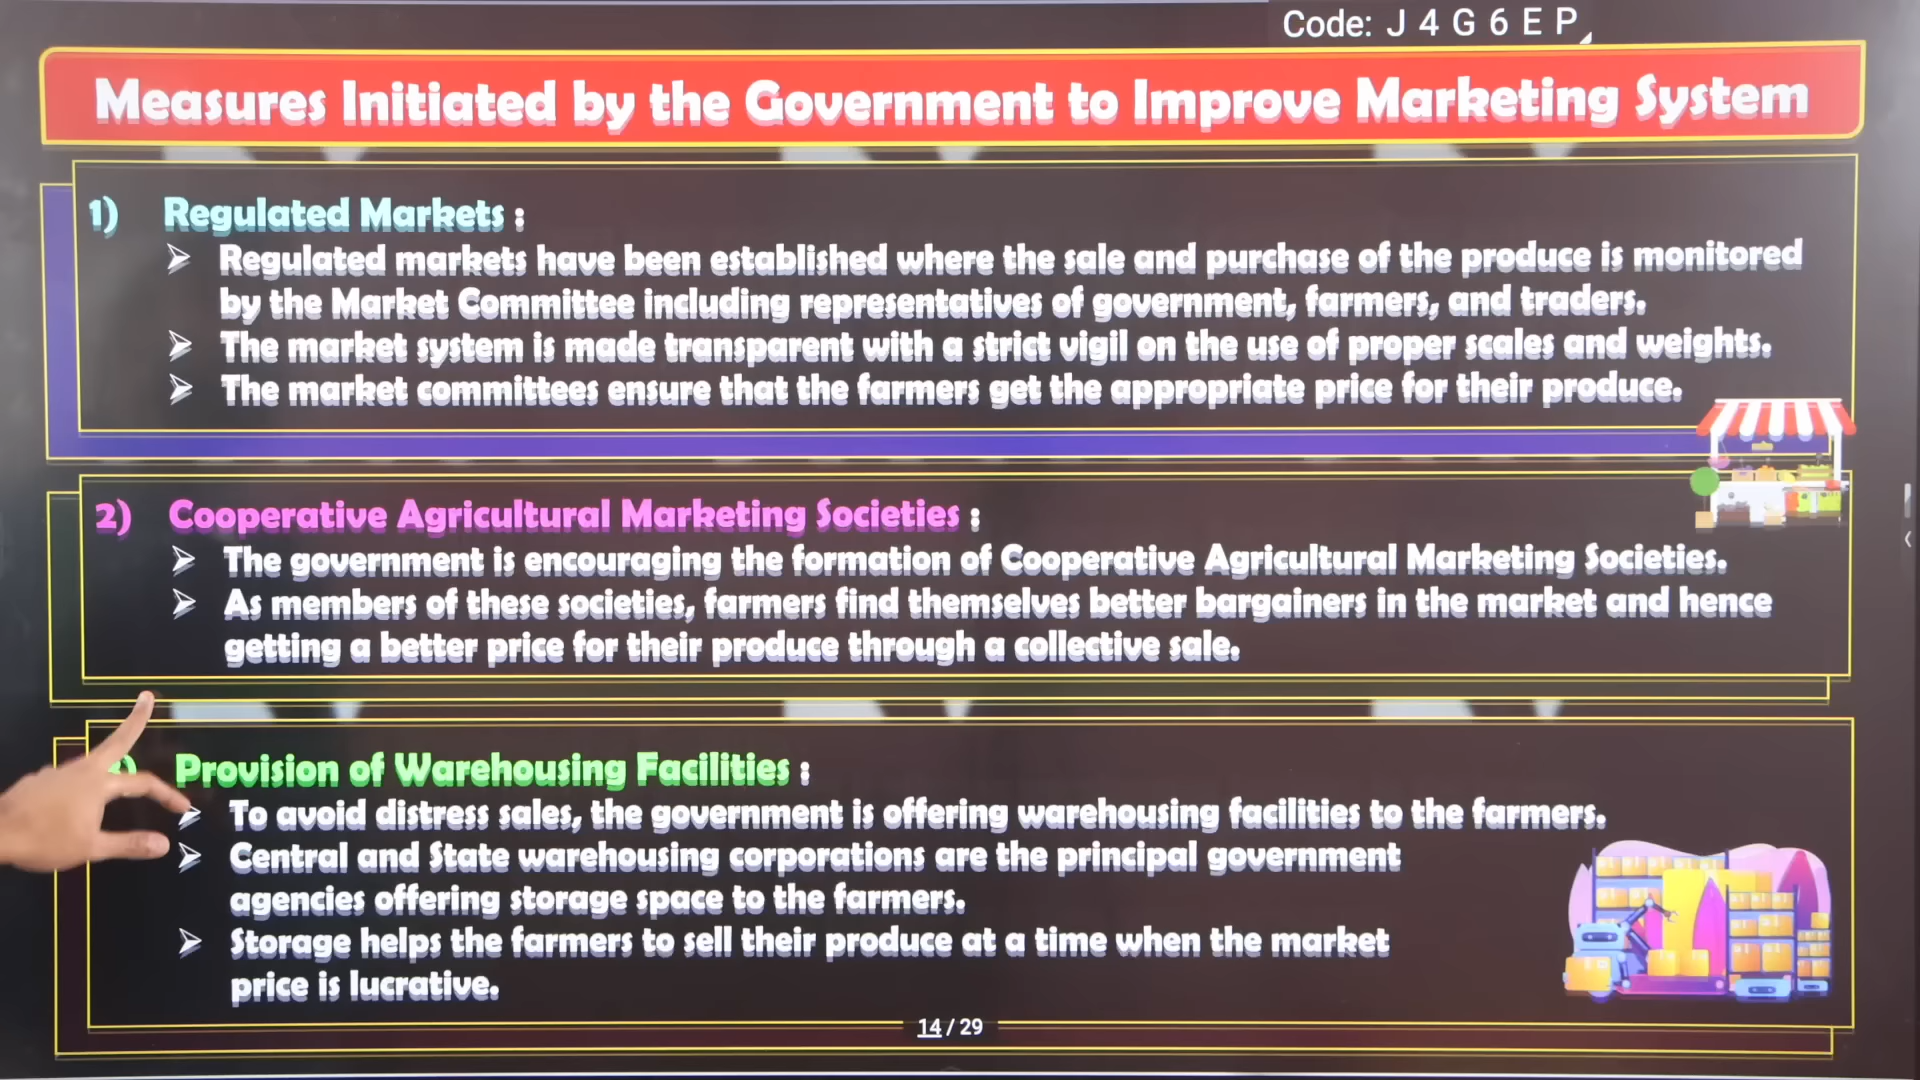 Code: J 4 G 6 E P
Measures Initiated by the Government to Improve Marketing System
1) Regulated Markets :
➢ Regulated markets have been established where the sale and purchase of the produce is monitored
by the Market Committee including representatives of government, farmers, and traders.
➢ The market system is made transparent with a strict vigil on the use of proper scales and weights.
➢ The market committees ensure that the farmers get the appropriate price for their produce.
2) Cooperative Agricultural Marketing Societies :
➢ The government is encouraging the formation of Cooperative Agricultural Marketing Societies.
➢ As members of these societies, farmers find themselves better bargainers in the market and hence
getting a better price for their produce through a collective sale.
Provision of Warehousing Facilities :
➢ To avoid distress sales, the government is offering warehousing facilities to the farmers.
➢ Central and State warehousing corporations are the principal government
agencies offering storage space to the farmers.
➢ Storage helps the farmers to sell their produce at a time when the market
price is lucrative.
14 / 29